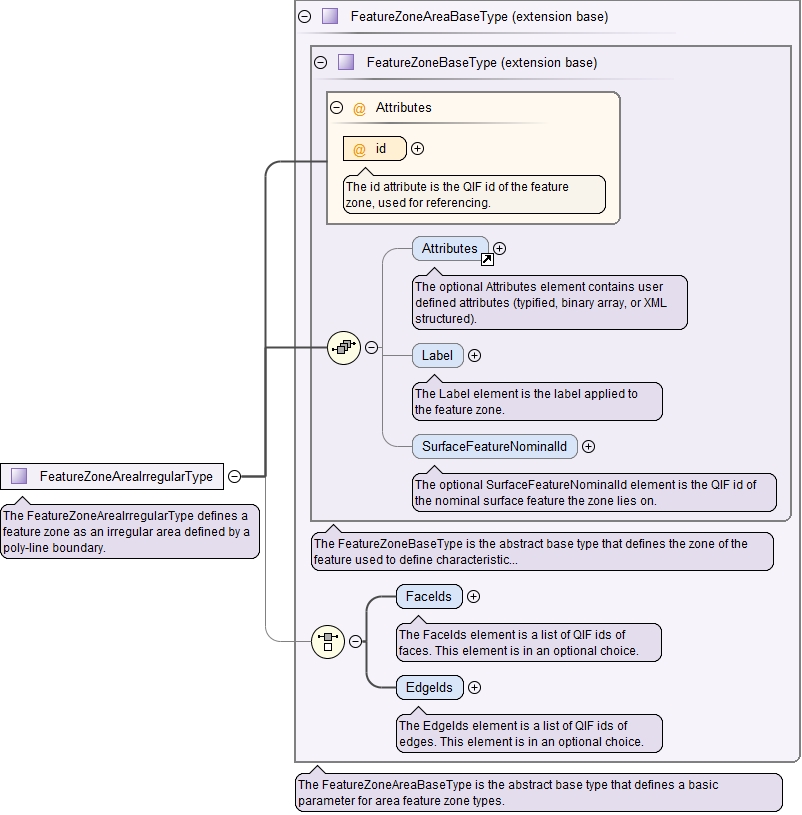 FeatureZoneAreaBaseType (extension base)
FeatureZoneBaseType (extension base)
@ Attributes
@ id
The id attribute is the QIF id of the feature
zone, used for referencing.
Attributes
The optional Attributes element contains user
defined attributes (typified, binary array, or XML
structured).
Label
The Label element is the label applied to
the feature zone.
SurfaceFeatureNominalId
The optional SurfaceFeatureNominalId element is the QIF id of
the nominal surface feature the zone lies on.
FeatureZoneAreaIrregularType
The FeatureZoneAreaIrregularType defines a
feature zone as an irregular area defined by a
poly-line boundary.
The FeatureZoneBaseType is the abstract base type that defines the zone of the
feature used to define characteristic...
FaceIds
The FaceIds element is a list of QIF ids of
faces. This element is in an optional choice.
EdgeIds
The EdgeIds element is a list of QIF ids of
edges. This element is in an optional choice.
The FeatureZoneAreaBaseType is the abstract base type that defines a basic
parameter for area feature zone types.